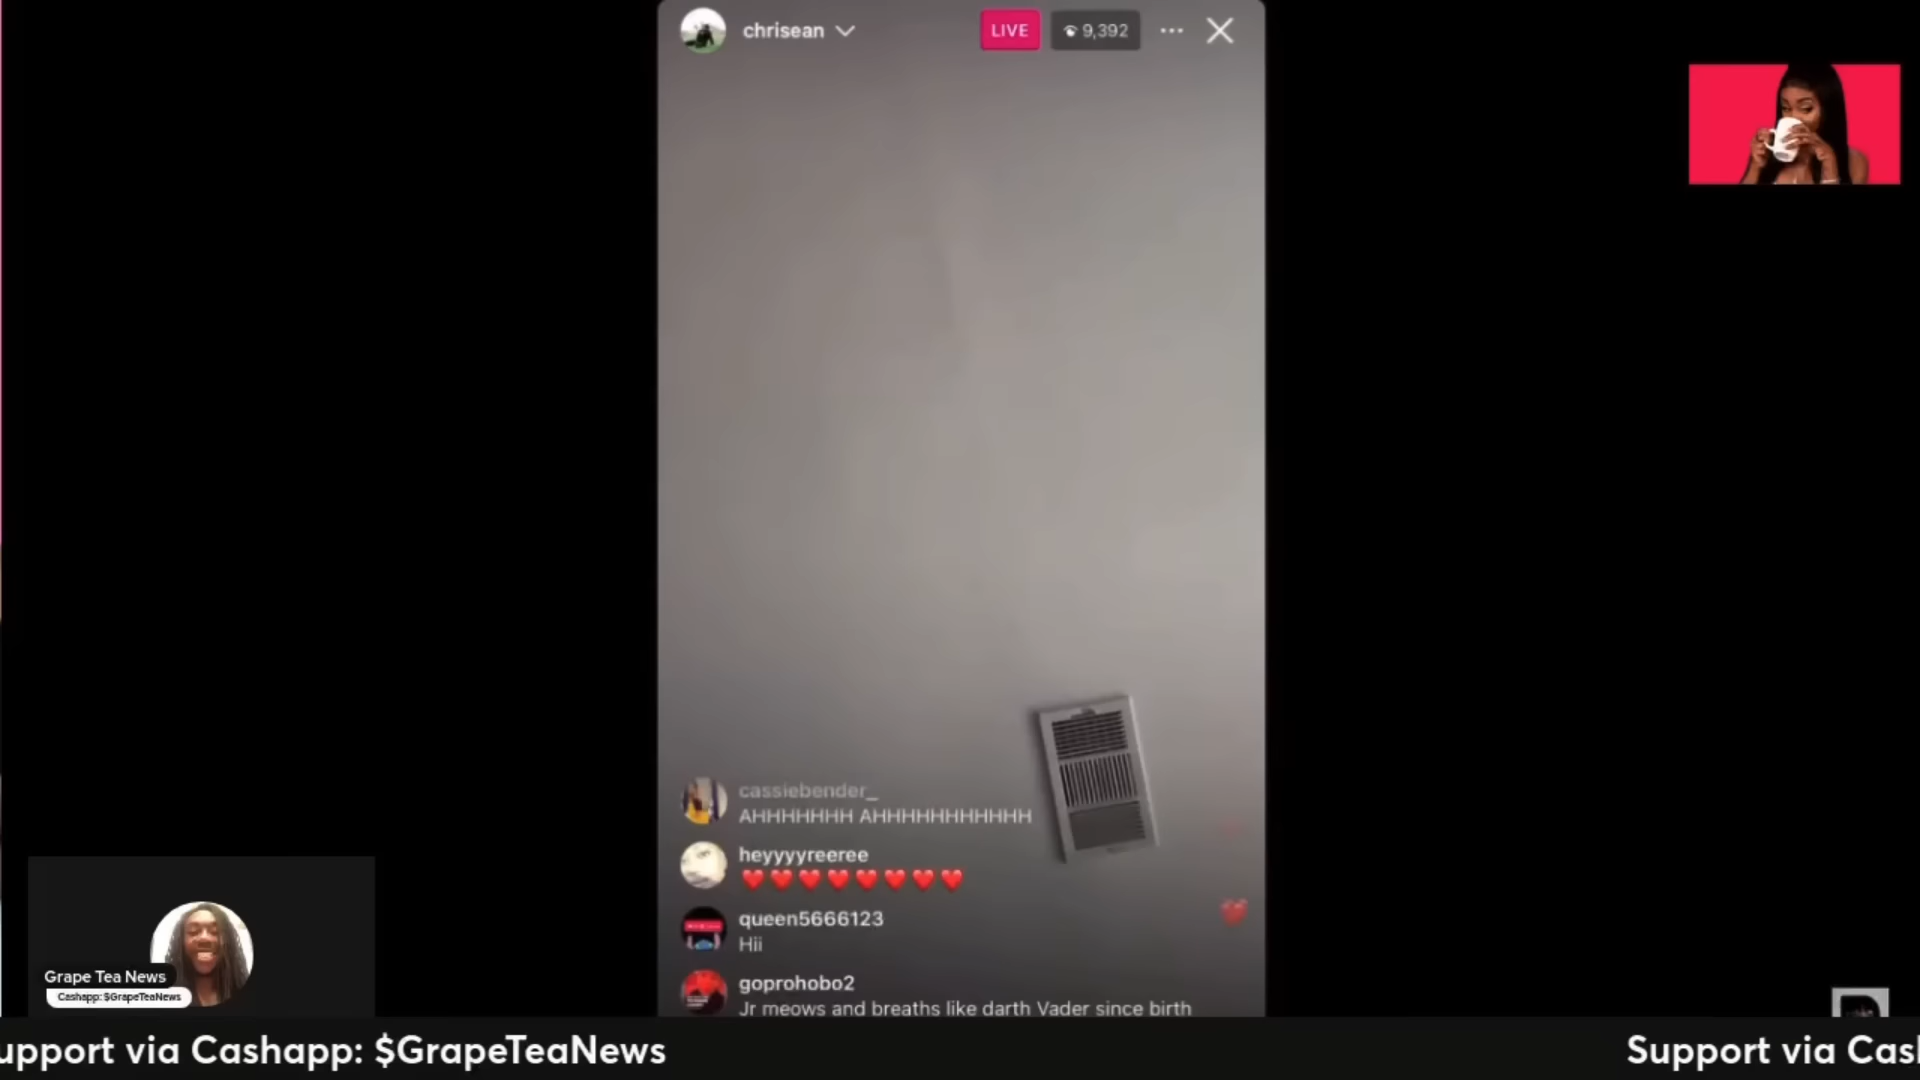 chrisean
LIVE
9,392
cassiebender_
AHHHHHHH AHHHHHHHHHHH
heyyyyreeree
queen5666123
Hii
goprohobo2
Jr meows and breaths like darth Vader since birth
Grape Tea News
Cashapp: $GrapeTeaNews
upport via Cashapp: $GrapeTeaNews
Support via Cas